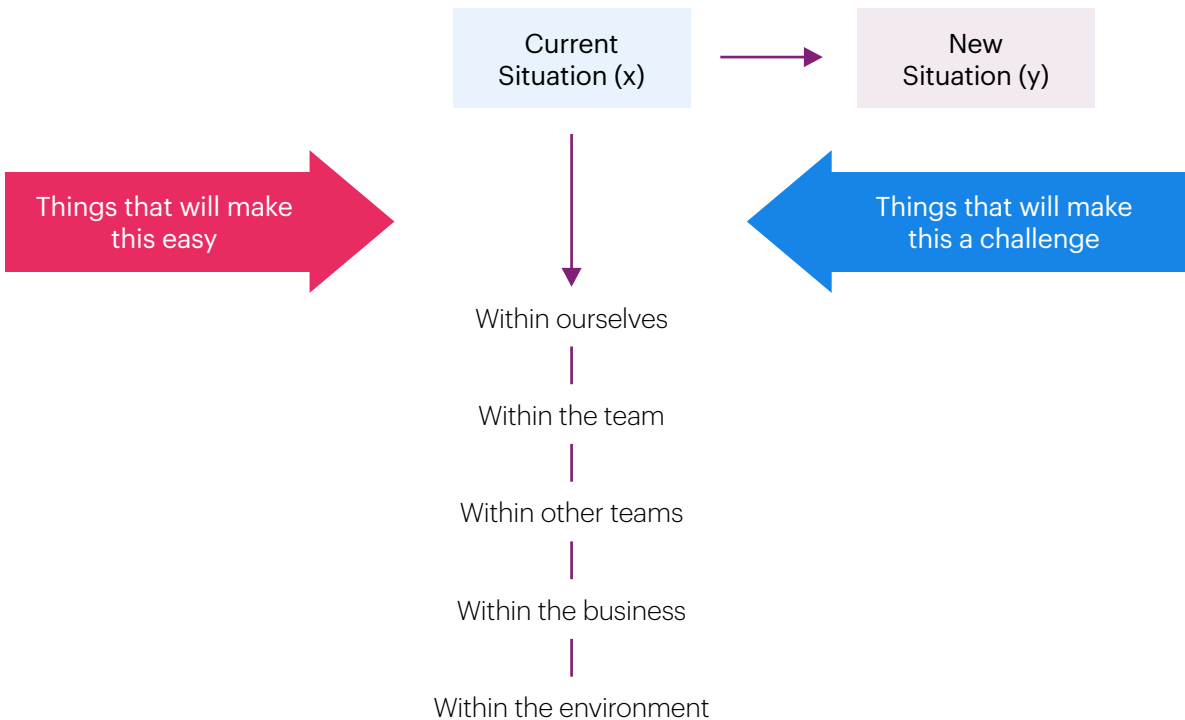 Current
Situation (x)
New
Situation (y)
Things that will make
this easy
Things that will make
this a challenge
Within ourselves
Within the team
Within other teams
Within the business
Within the environment